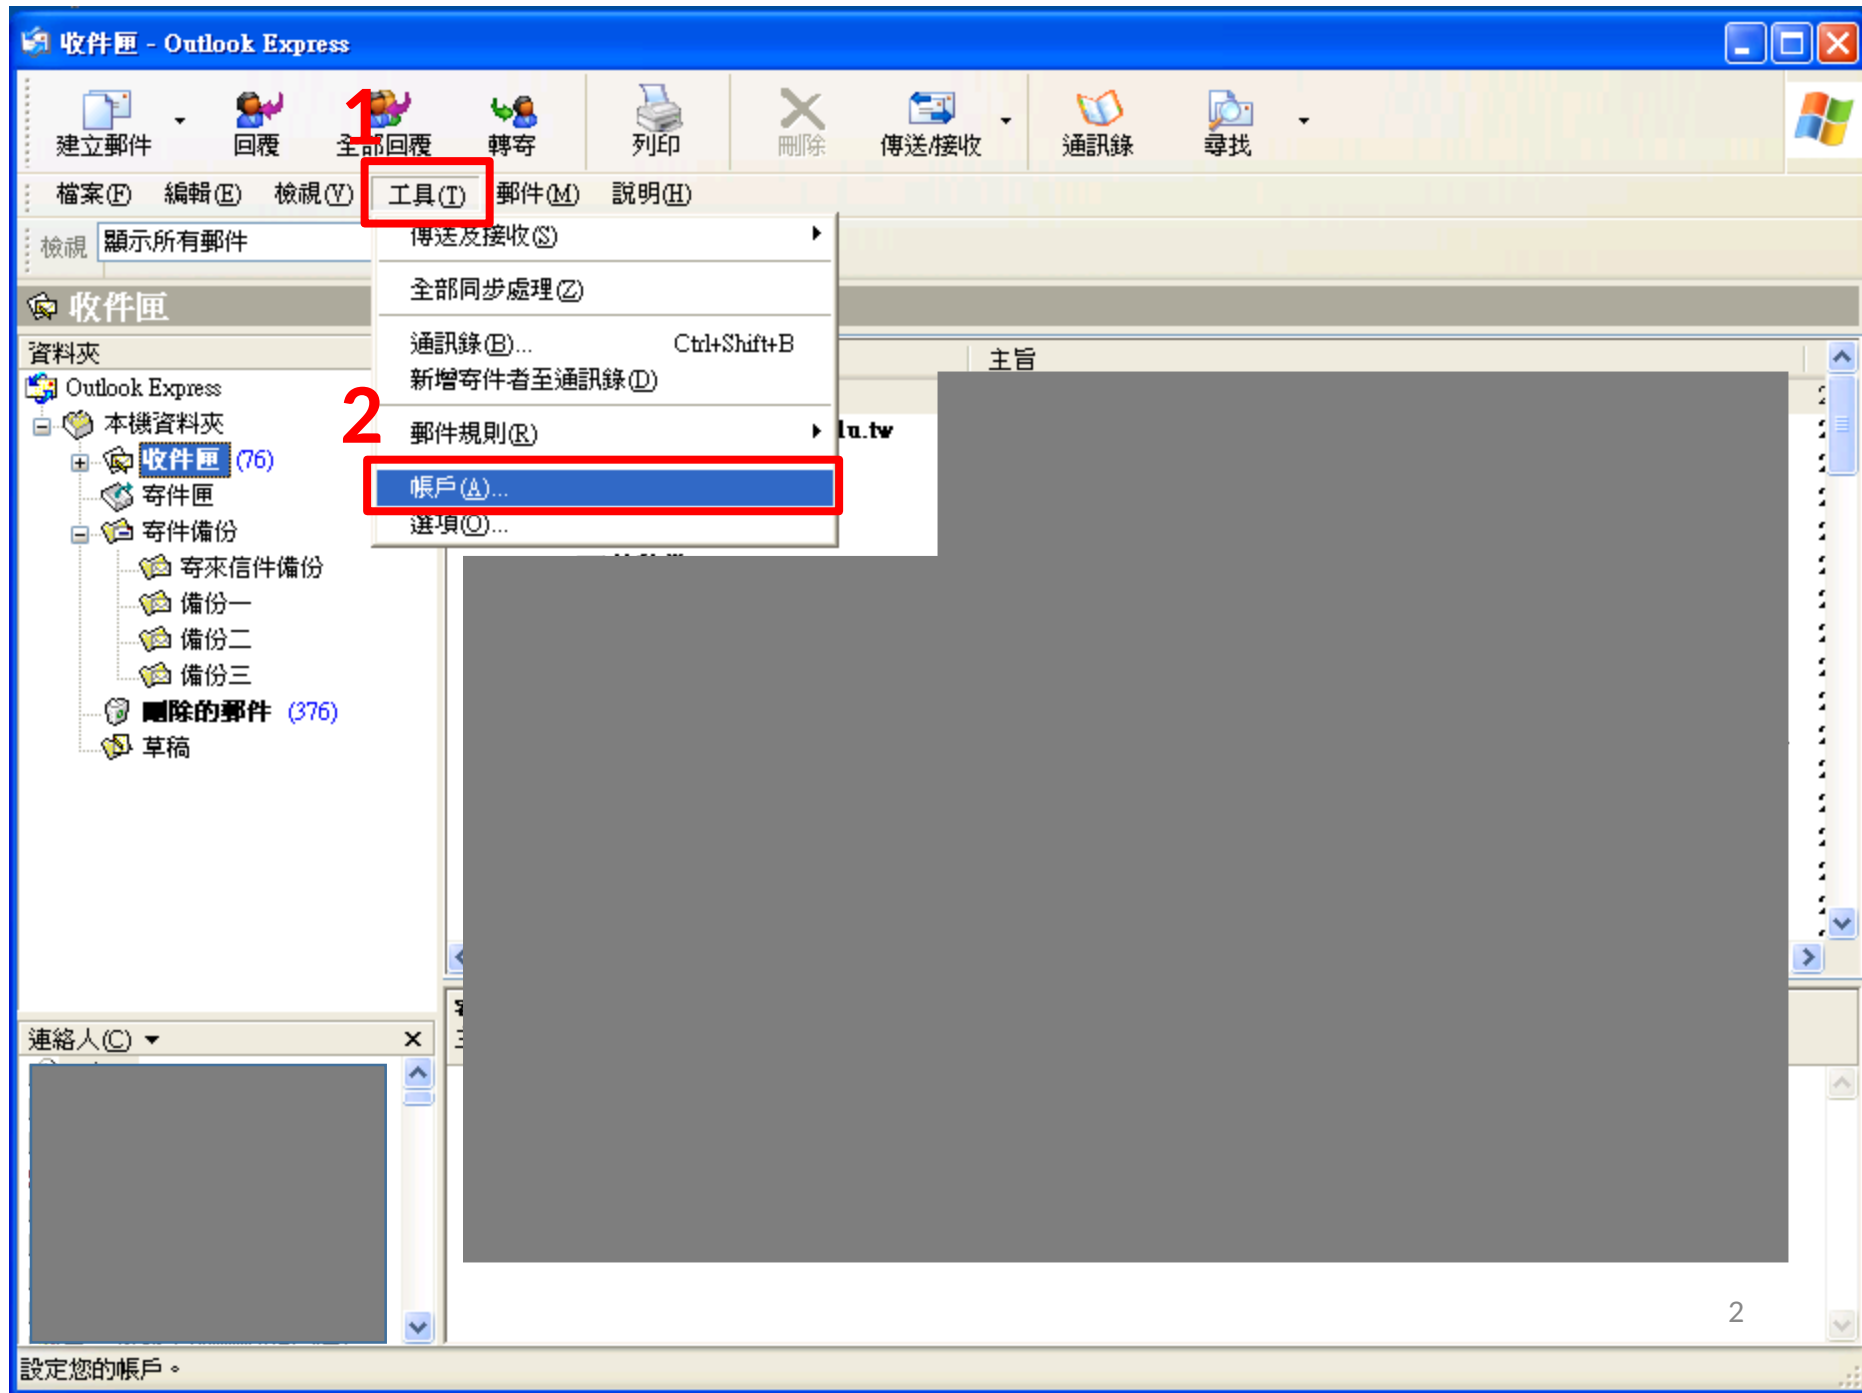 收件匣 - Outlook Express
建立郵件 回覆 全部回覆 轉寄 列印 刪除 傳送/接收 通訊錄 尋找
1
檔案(F) 編輯(E) 檢視(V) 工具(T) 郵件(M) 說明(H)
檢視 顯示所有郵件
傳送及接收(S)
全部同步處理(Z)
通訊錄(B)... Ctrl+Shift+B
新增寄件者至通訊錄(D)
2
郵件規則(R)
帳戶(A)...
選項(O)...
收件匣
主旨
.tw
資料夾
Outlook Express
本機資料夾
收件匣 (76)
寄件匣
寄件備份
寄來信件備份
備份一
備份二
備份三
刪除的郵件 (376)
草稿
連絡人(C)
2
設定您的帳戶。